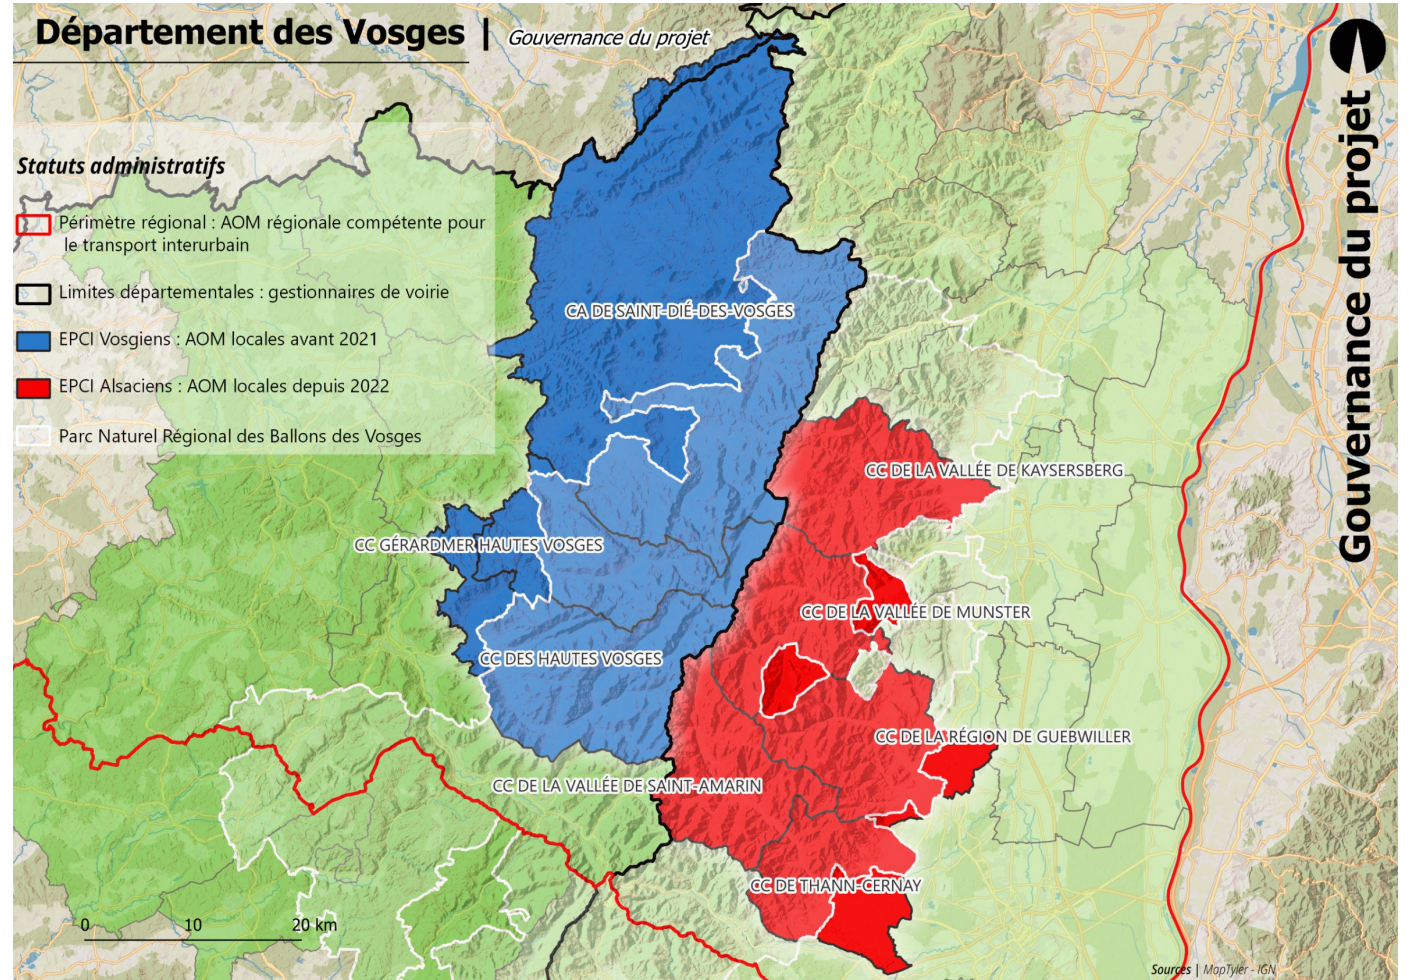 Département des Vosges | Gouvernance du projet
Gouvernance du projet
Statuts administratifs
Périmètre régional : AOM régionale compétente pour
le transport interurbain
Limites départementales : gestionnaires de voirie
EPCI Vosgiens : AOM locales avant 2021
EPCI Alsaciens : AOM locales depuis 2022
Parc Naturel Régional des Ballons des Vosges
CA DE SAINT-DIÉ-DES-VOSGES
CC DE LA VALLÉE DE KAYSERSBERG
CC GÉRARDMER HAUTES VOSGES
CC DE LA VALLÉE DE MUNSTER
CC DES HAUTES VOSGES
CC DE LA RÉGION DE GUEBWILLER
CC DE LA VALLÉE DE SAINT-AMARIN
CC DE THANN-CERNAY
0 10 20 km
Sources | MapTyler - IGN